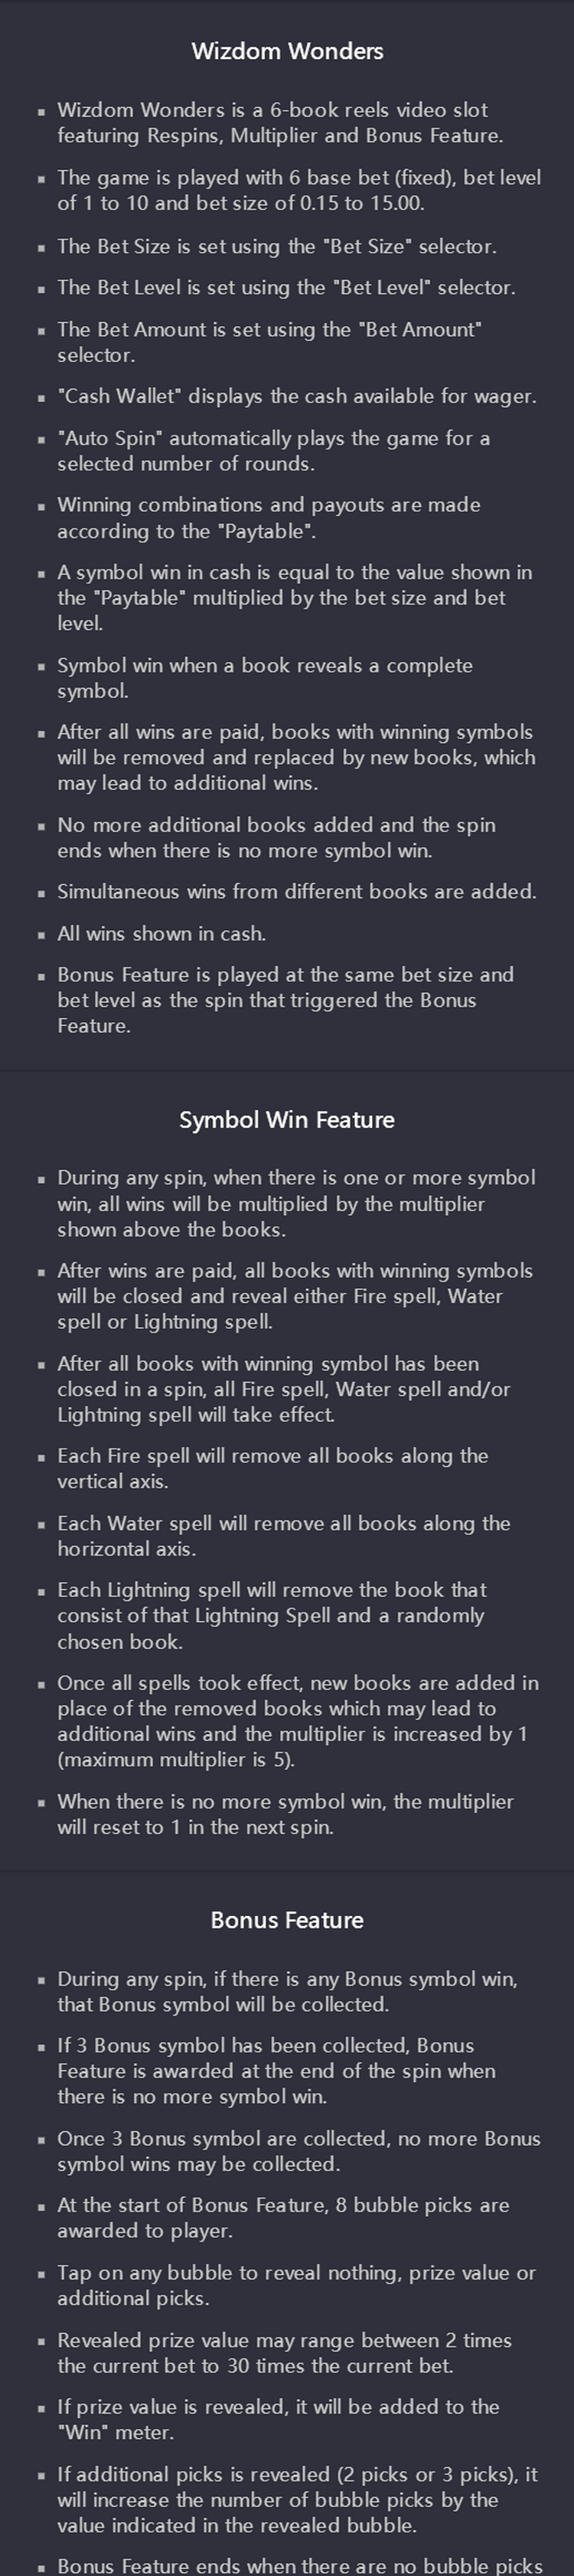 Wizdom Wonders
Wizdom Wonders is a 6-book reels video slot
featuring Respins, Multiplier and Bonus Feature.
The game is played with 6 base bet (fixed), bet level
of 1 to 10 and bet size of 0.15 to 15.00.
The Bet Size is set using the "Bet Size" selector.
The Bet Level is set using the "Bet Level" selector.
The Bet Amount is set using the "Bet Amount"
selector.
"Cash Wallet" displays the cash available for wager.
"Auto Spin" automatically plays the game for a
selected number of rounds.
Winning combinations and payouts are made
according to the "Paytable".
A symbol win in cash is equal to the value shown in
the "Paytable" multiplied by the bet size and bet
level.
Symbol win when a book reveals a complete
symbol.
After all wins are paid, books with winning symbols
will be removed and replaced by new books, which
may lead to additional wins.
No more additional books added and the spin
ends when there is no more symbol win.
Simultaneous wins from different books are added.
All wins shown in cash.
Bonus Feature is played at the same bet size and
bet level as the spin that triggered the Bonus
Feature.
Symbol Win Feature
During any spin, when there is one or more symbol
win, all wins will be multiplied by the multiplier
shown above the books.
After wins are paid, all books with winning symbols
will be closed and reveal either Fire spell, Water
spell or Lightning spell.
After all books with winning symbol has been
closed in a spin, all Fire spell, Water spell and/or
Lightning spell will take effect.
Each Fire spell will remove all books along the
vertical axis.
Each Water spell will remove all books along the
horizontal axis.
Each Lightning spell will remove the book that
consist of that Lightning Spell and a randomly
chosen book.
Once all spells took effect, new books are added in
place of the removed books which may lead to
additional wins and the multiplier is increased by 1
(maximum multiplier is 5).
When there is no more symbol win, the multiplier
will reset to 1 in the next spin.
Bonus Feature
During any spin, if there is any Bonus symbol win,
that Bonus symbol will be collected.
If 3 Bonus symbol has been collected, Bonus
Feature is awarded at the end of the spin when
there is no more symbol win.
Once 3 Bonus symbol are collected, no more Bonus
symbol wins may be collected.
At the start of Bonus Feature, 8 bubble picks are
awarded to player.
Tap on any bubble to reveal nothing, prize value or
additional picks.
Revealed prize value may range between 2 times
the current bet to 30 times the current bet.
If prize value is revealed, it will be added to the
"Win" meter.
If additional picks is revealed (2 picks or 3 picks), it
will increase the number of bubble picks by the
value indicated in the revealed bubble.
Bonus Feature ends when there are no bubble picks